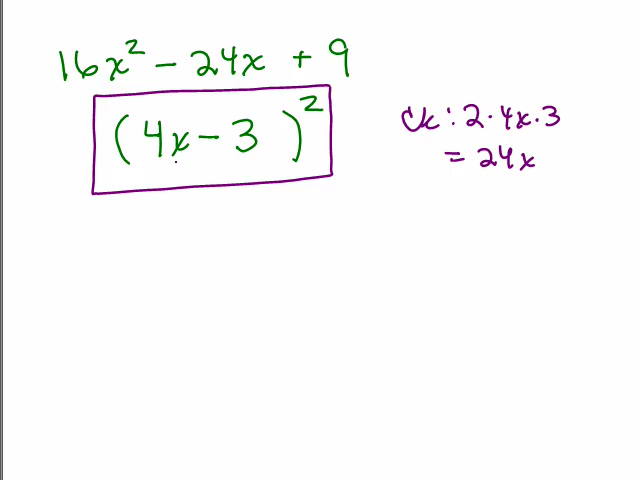 16x² - 24x + 9
(4x - 3)²
ck: 2 · 4x · 3
= 24x